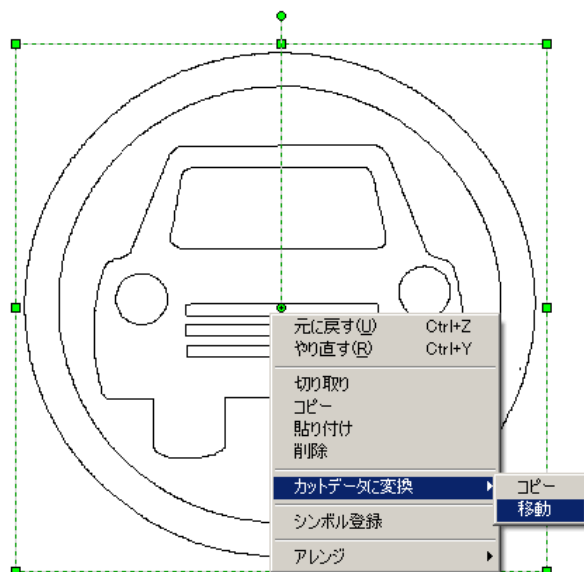 元に戻す(U) Ctrl+Z
やり直す(R) Ctrl+Y
切り取り
コピー
貼り付け
削除
カットデータに変換
コピー
移動
シンボル登録
アレンジ